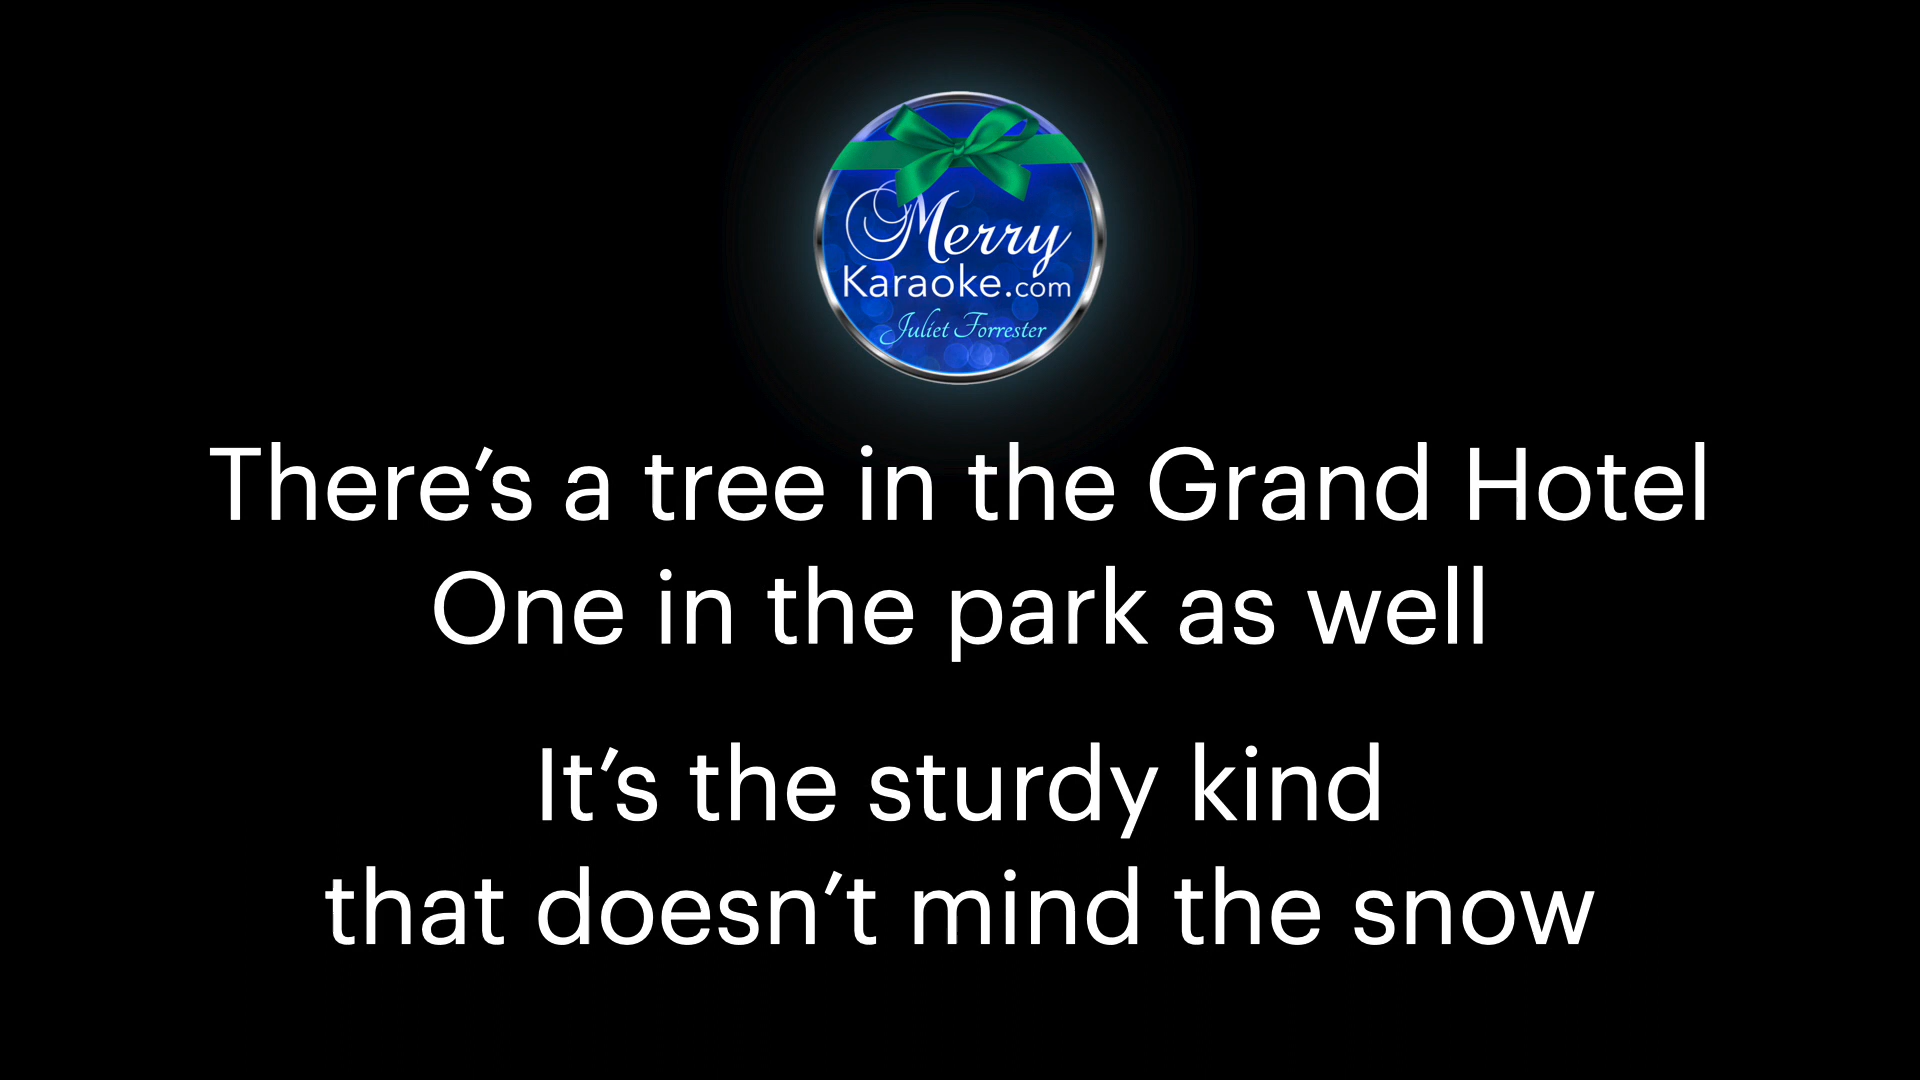 Merry
Karaoke.com
Juliet Forrester
There’s a tree in the Grand Hotel
One in the park as well
It’s the sturdy kind
that doesn’t mind the snow